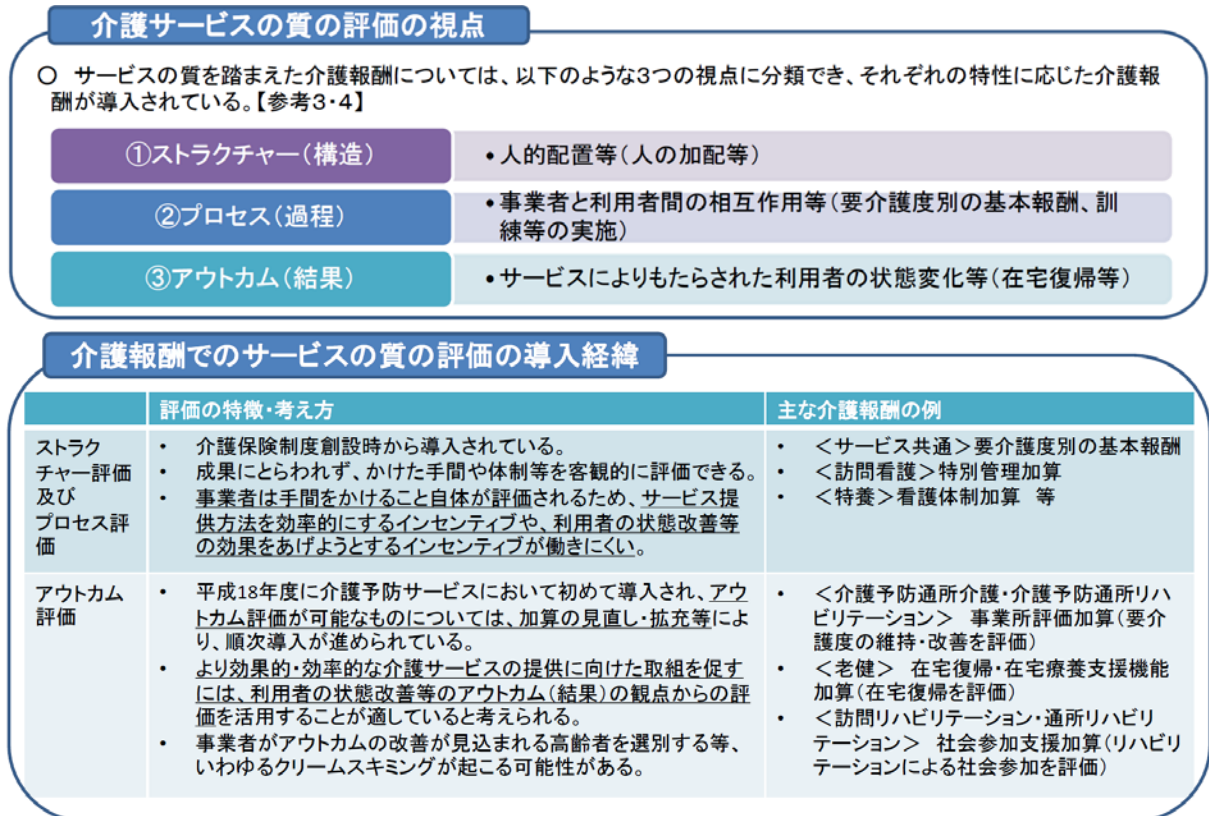 介護サービスの質の評価の視点
○ サービスの質を踏まえた介護報酬については、以下のような3つの視点に分類でき、それぞれの特性に応じた介護報
酬が導入されている。【参考3・4】
①ストラクチャー(構造)
•人的配置等(人の加配等)
②プロセス(過程)
•事業者と利用者間の相互作用等(要介護度別の基本報酬、訓
練等の実施)
③アウトカム(結果)
•サービスによりもたらされた利用者の状態変化等(在宅復帰等)
介護報酬でのサービスの質の評価の導入経緯
評価の特徴・考え方
主な介護報酬の例
ストラク
チャー評価
及び
プロセス評
価
• 介護保険制度創設時から導入されている。
• 成果にとらわれず、かけた手間や体制等を客観的に評価できる。
• 事業者は手間をかけること自体が評価されるため、サービス提
供方法を効率的にするインセンティブや、利用者の状態改善等
の効果をあげようとするインセンティブが働きにくい。
• <サービス共通>要介護度別の基本報酬
• <訪問看護>特別管理加算
• <特養>看護体制加算 等
アウトカム
評価
• 平成18年度に介護予防サービスにおいて初めて導入され、アウ
トカム評価が可能なものについては、加算の見直し・拡充等によ
り、順次導入が進められている。
• より効果的・効率的な介護サービスの提供に向けた取組を促す
には、利用者の状態改善等のアウトカム(結果)の観点からの評
価を活用することが適していると考えられる。
• 事業者がアウトカムの改善が見込まれる高齢者を選別する等、
いわゆるクリームスキミングが起こる可能性がある。
• <介護予防通所介護・介護予防通所リハ
ビリテーション> 事業所評価加算(要介
護度の維持・改善を評価)
• <老健> 在宅復帰・在宅療養支援機能
加算(在宅復帰を評価)
• <訪問リハビリテーション・通所リハビリ
テーション> 社会参加支援加算(リハビリ
テーションによる社会参加を評価)